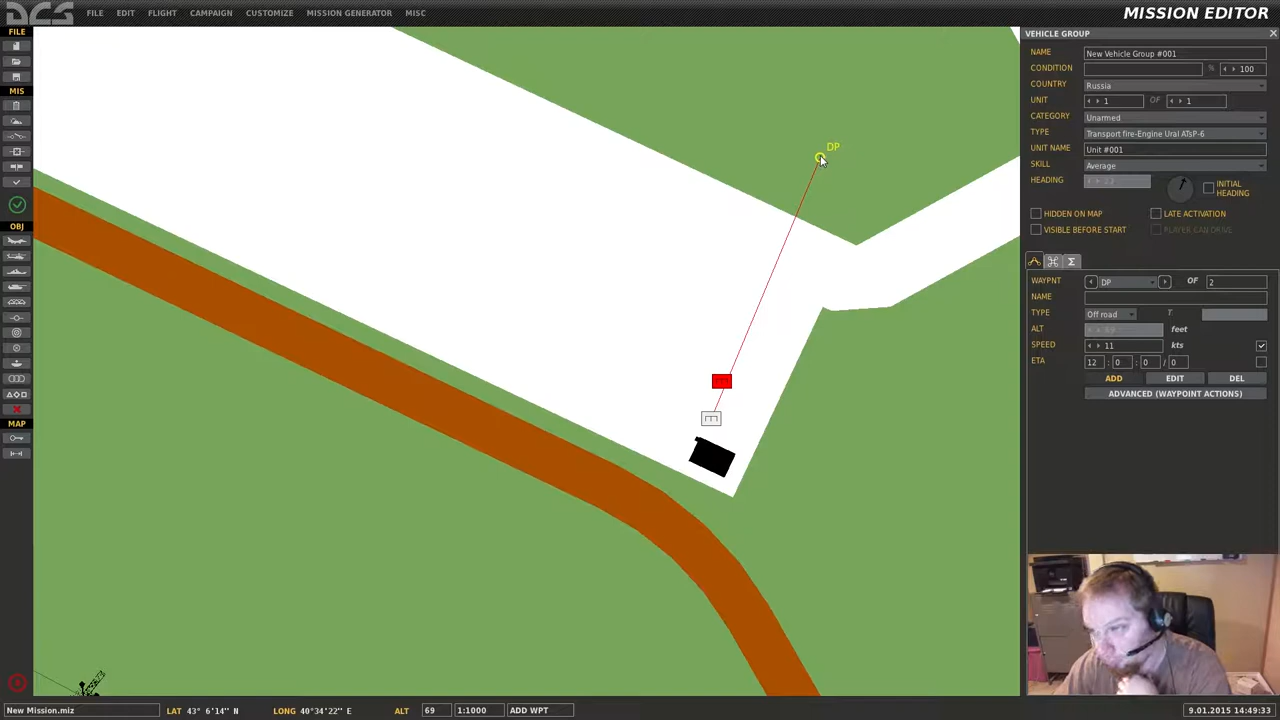 DCS FILE EDIT FLIGHT CAMPAIGN CUSTOMIZE MISSION GENERATOR MISC MISSION EDITOR
FILE
MIS
OBJ
MAP
DP
VEHICLE GROUP
NAME New Vehicle Group #001
CONDITION % 100
COUNTRY Russia
UNIT 1 OF 1
CATEGORY Unarmed
TYPE Transport fire-Engine Ural ATsP-6
UNIT NAME Unit #001
SKILL Average
HEADING 23 INITIAL HEADING
HIDDEN ON MAP LATE ACTIVATION
VISIBLE BEFORE START PLAYER CAN DRIVE
WAYPNT DP OF 2
NAME
TYPE Off road T
ALT feet
SPEED 11 kts
ETA 12 : 0 : 0 / 0
ADD EDIT DEL
ADVANCED (WAYPOINT ACTIONS)
New Mission.miz LAT 43° 6'14" N LONG 40°34'22" E ALT 69 1:1000 ADD WPT 9.01.2015 14:49:33